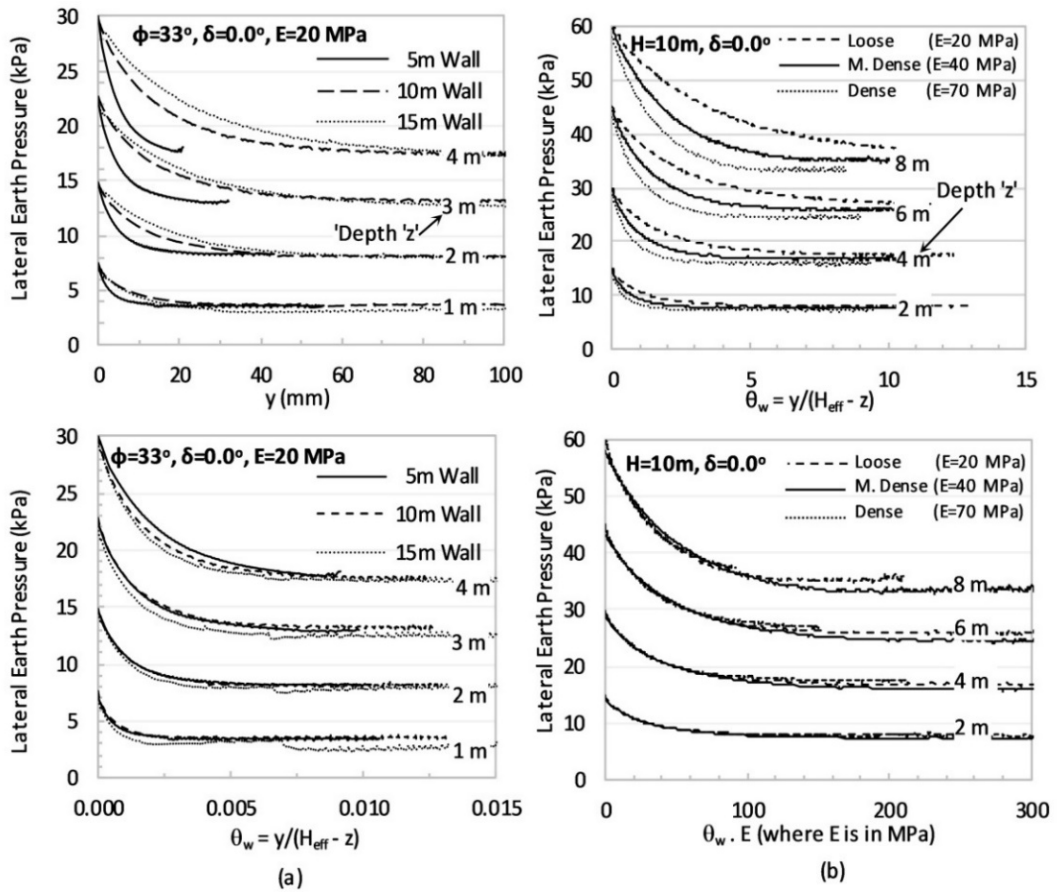 ϕ=33°, δ=0.0°, E=20 MPa
5m Wall
10m Wall
15m Wall
4 m
3 m
'Depth 'z'
2 m
1 m
30
25
20
15
10
5
0
Lateral Earth Pressure (kPa)
0 20 40 60 80 100
y (mm)
H=10m, δ=0.0°
Loose (E=20 MPa)
M. Dense (E=40 MPa)
Dense (E=70 MPa)
8 m
Depth 'z'
6 m
4 m
2 m
60
50
40
30
20
10
0
Lateral Earth Pressure (kPa)
0 5 10 15
θw = y/(Heff - z)
ϕ=33°, δ=0.0°, E=20 MPa
5m Wall
10m Wall
15m Wall
4 m
3 m
2 m
1 m
30
25
20
15
10
5
0
Lateral Earth Pressure (kPa)
0.000 0.005 0.010 0.015
θw = y/(Heff - z)
(a)
H=10m, δ=0.0°
Loose (E=20 MPa)
M. Dense (E=40 MPa)
Dense (E=70 MPa)
8 m
6 m
4 m
2 m
60
50
40
30
20
10
0
Lateral Earth Pressure (kPa)
0 100 200 300
θw . E (where E is in MPa)
(b)